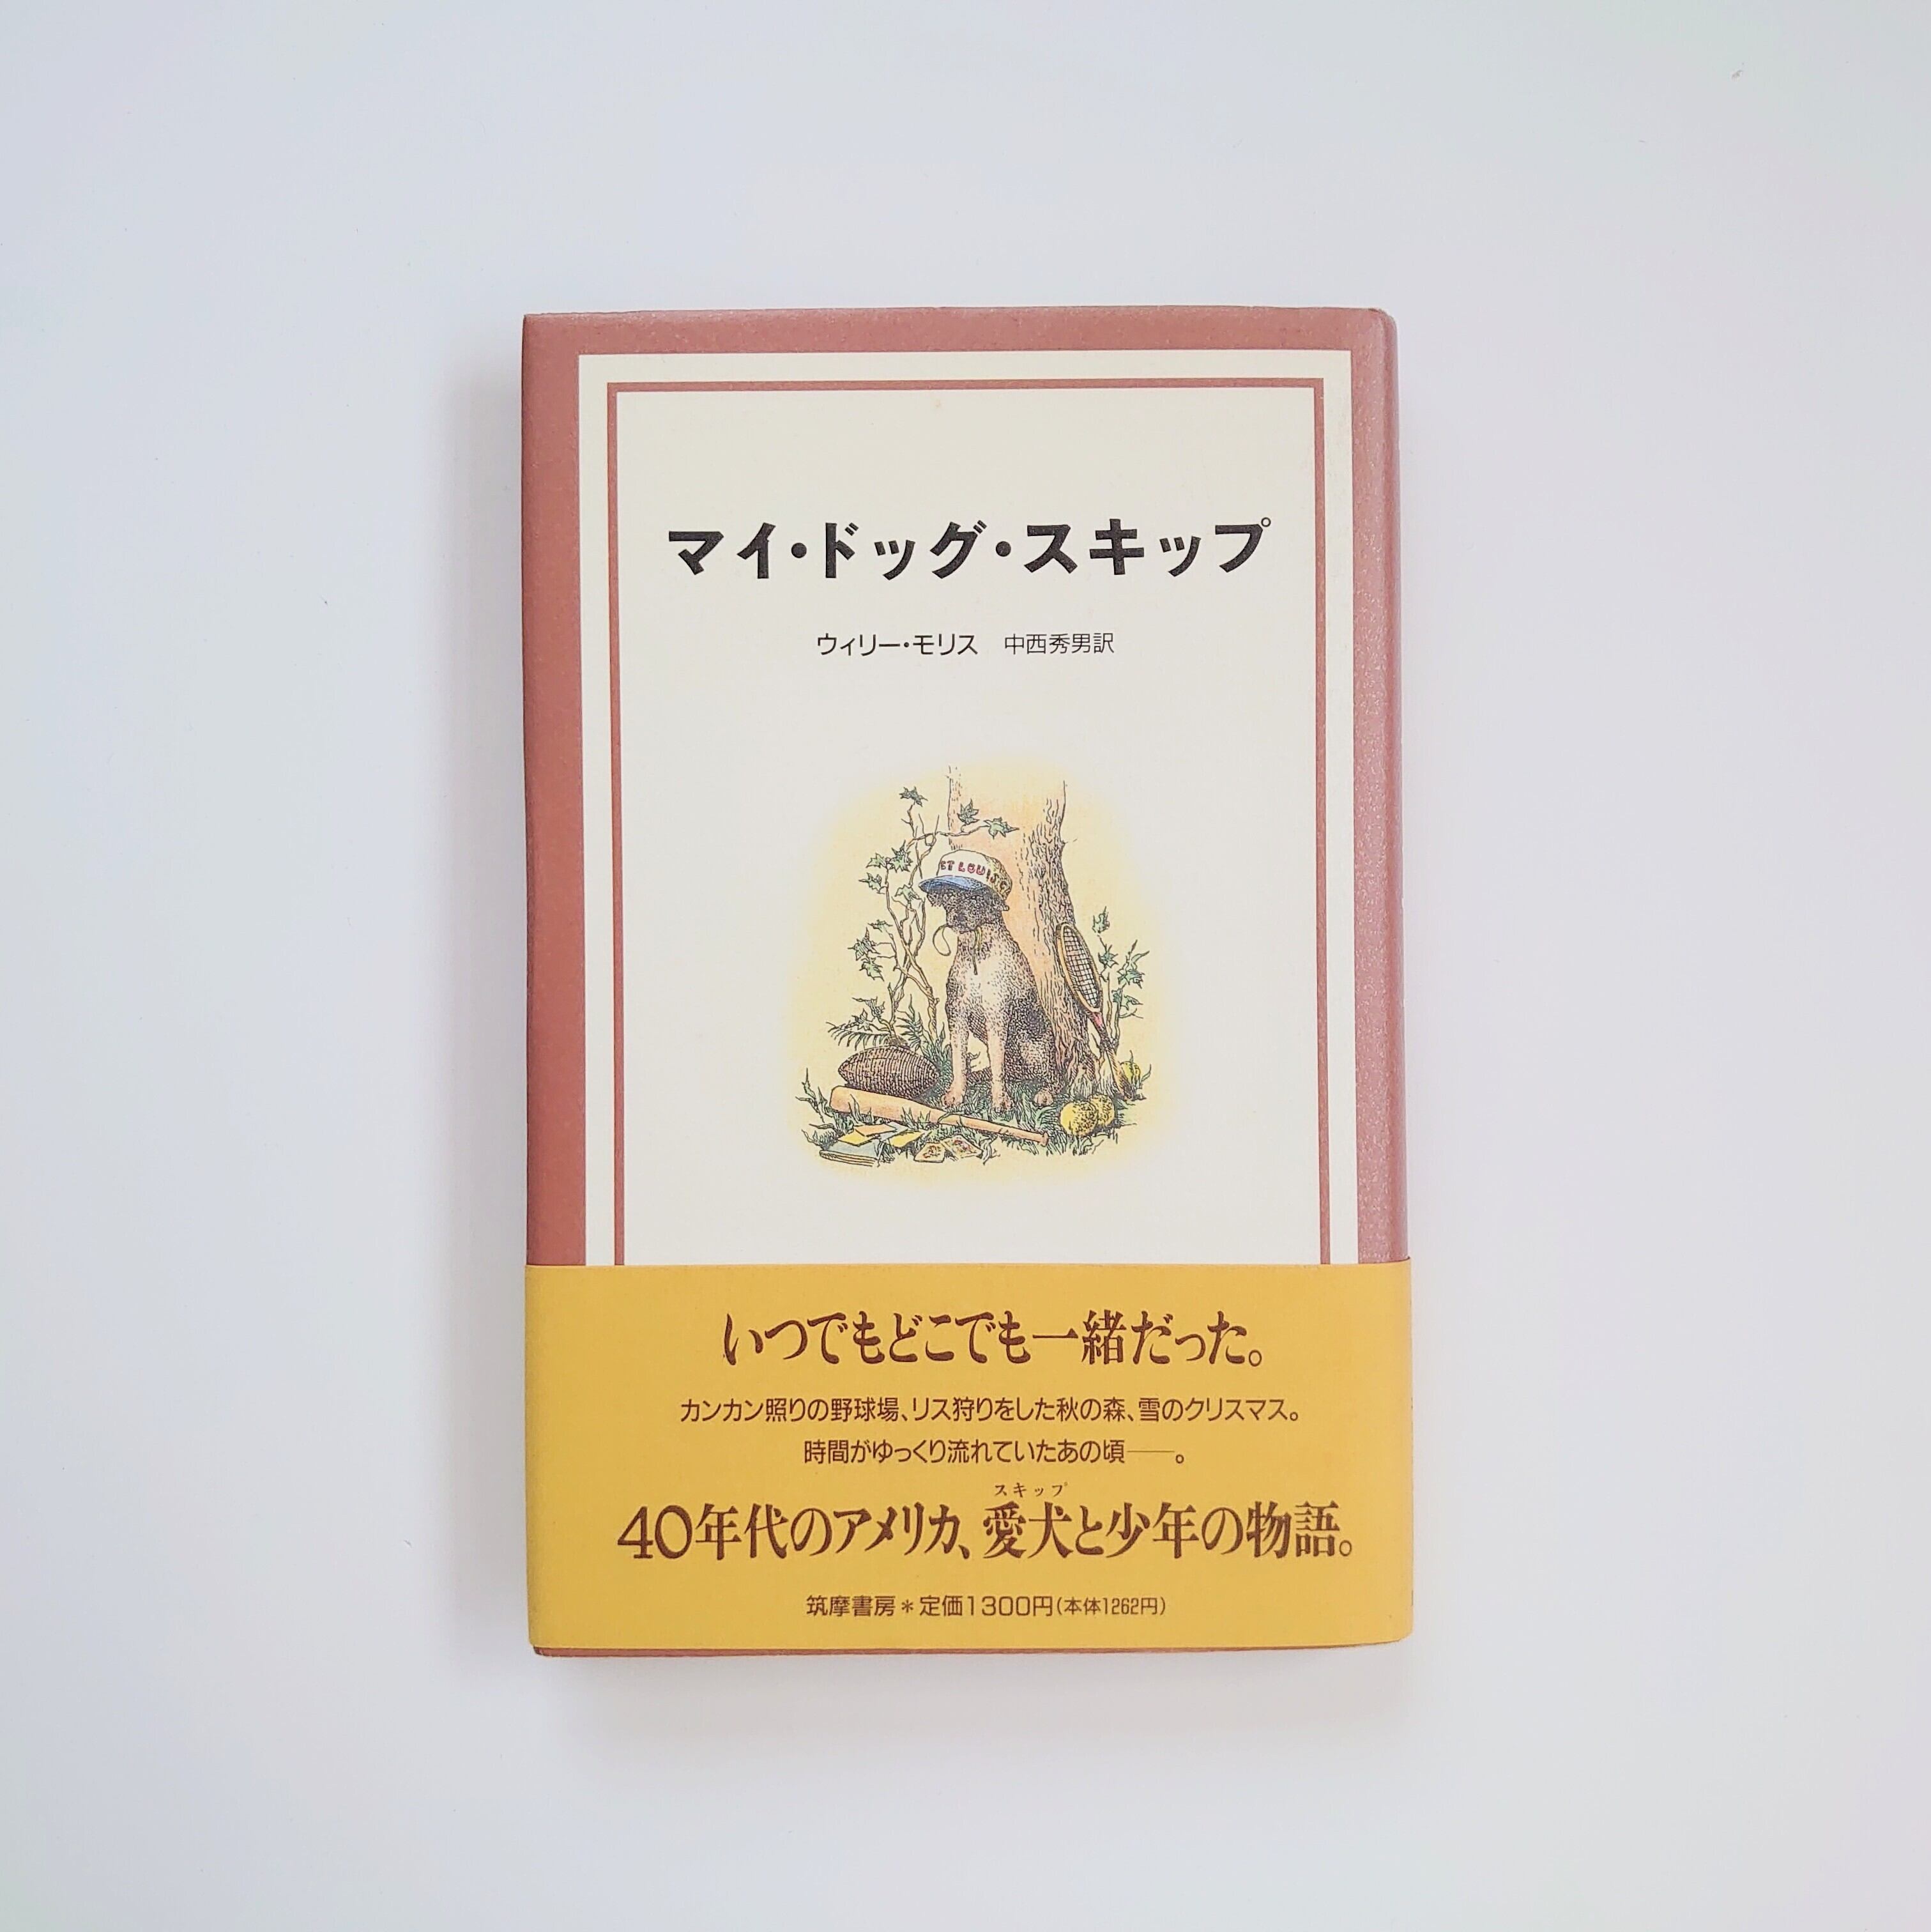 マイ・ドッグ・スキップ
ウィリー・モリス　中西秀男訳
ST LOUIS
いつでもどこでも一緒だった。
カンカン照りの野球場、リス狩りをした秋の森、雪のクリスマス。
時間がゆっくり流れていたあの頃——。
スキップ
40年代のアメリカ、愛犬と少年の物語。
筑摩書房＊定価1300円（本体1262円）